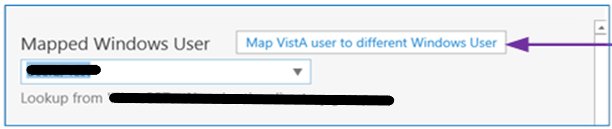 Mapped Windows User
Map VistA user to different Windows User
Lookup from